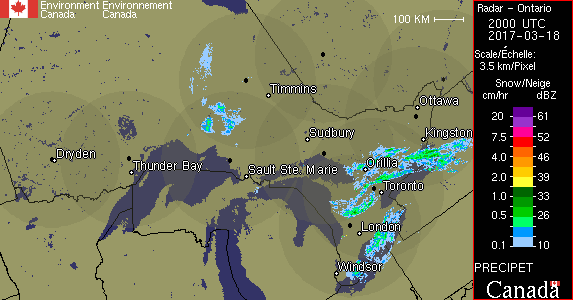 Environment Environnement
Canada Canada
100 KM
Timmins
Ottawa
Sudbury
Kingston
Dryden
Thunder Bay
Sault Ste. Marie
Orillia
Toronto
London
Windsor
Radar - Ontario
2000 UTC
2017-03-18
Scale/Échelle:
3.5 km/Pixel
Snow/Neige
cm/hr dBZ
20 61
7.5 52
4.0 46
2.0 39
1.0 33
0.5 26
0.1 10
PRECIPET
Canada